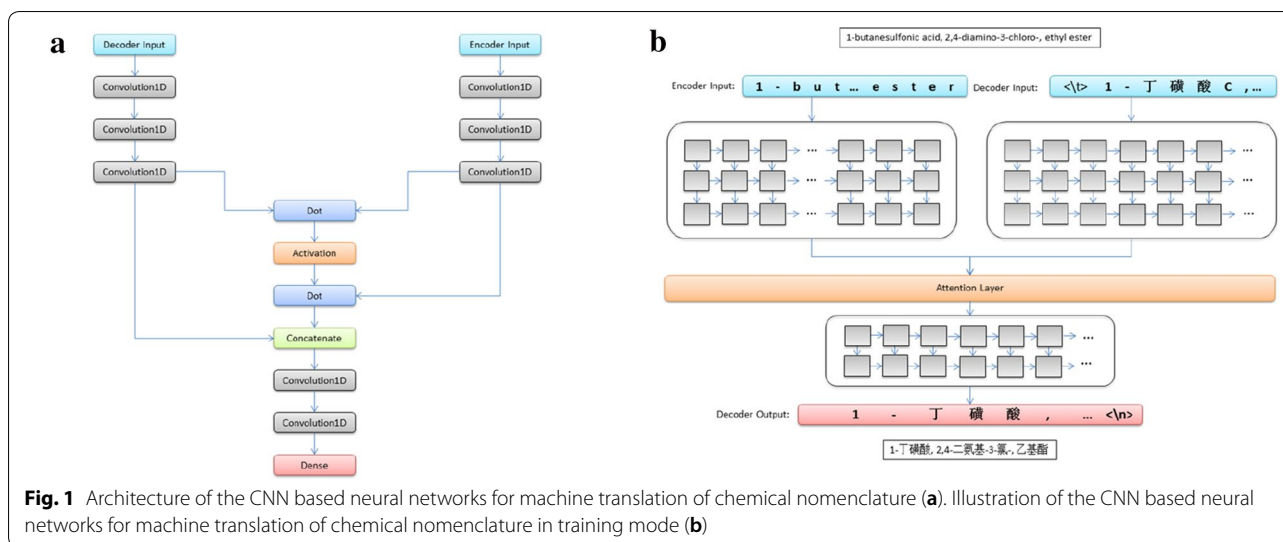 a
Decoder Input
Encoder Input
Convolution1D
Convolution1D
Convolution1D
Convolution1D
Convolution1D
Convolution1D
Dot
Activation
Dot
Concatenate
Convolution1D
Convolution1D
Dense
b
1-butanesulfonic acid, 2,4-diamino-3-chloro-, ethyl ester
Encoder Input: 1 - b u t ... e s t e r
Decoder Input: <\t> 1 - 丁 磺 酸 C , ...
... ...
... ...
... ...
Attention Layer
...
...
Decoder Output: 1 - 丁 磺 酸 , ... <\n>
1-丁磺酸, 2,4-二氨基-3-氯-, 乙基酯
Fig. 1 Architecture of the CNN based neural networks for machine translation of chemical nomenclature (a). Illustration of the CNN based neural
networks for machine translation of chemical nomenclature in training mode (b)